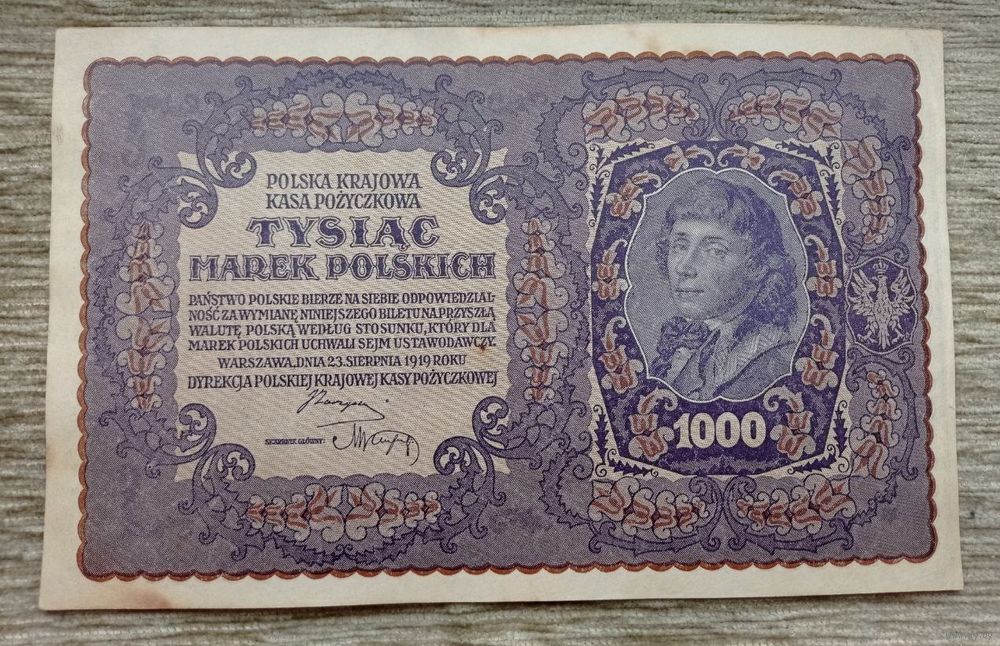 POLSKA KRAJOWA
KASA POŻYCZKOWA
TYSIĄC
MAREK POLSKICH
PAŃSTWO POLSKIE BIERZE NA SIEBIE ODPOWIEDZIAL
NOŚĆ ZA WYMIANĘ NINIEJSZEGO BILETU NA PRZYSZŁĄ
WALUTĘ POLSKĄ WEDŁUG STOSUNKU, KTÓRY DLA
MAREK POLSKICH UCHWALI SEJM USTAWODAWCZY.
WARSZAWA, DNIA 23. SIERPNIA 1919 ROKU
DYREKCJA POLSKIEJ KRAJOWEJ KASY POŻYCZKOWEJ
SKARBNIK GŁÓWNY:
1000